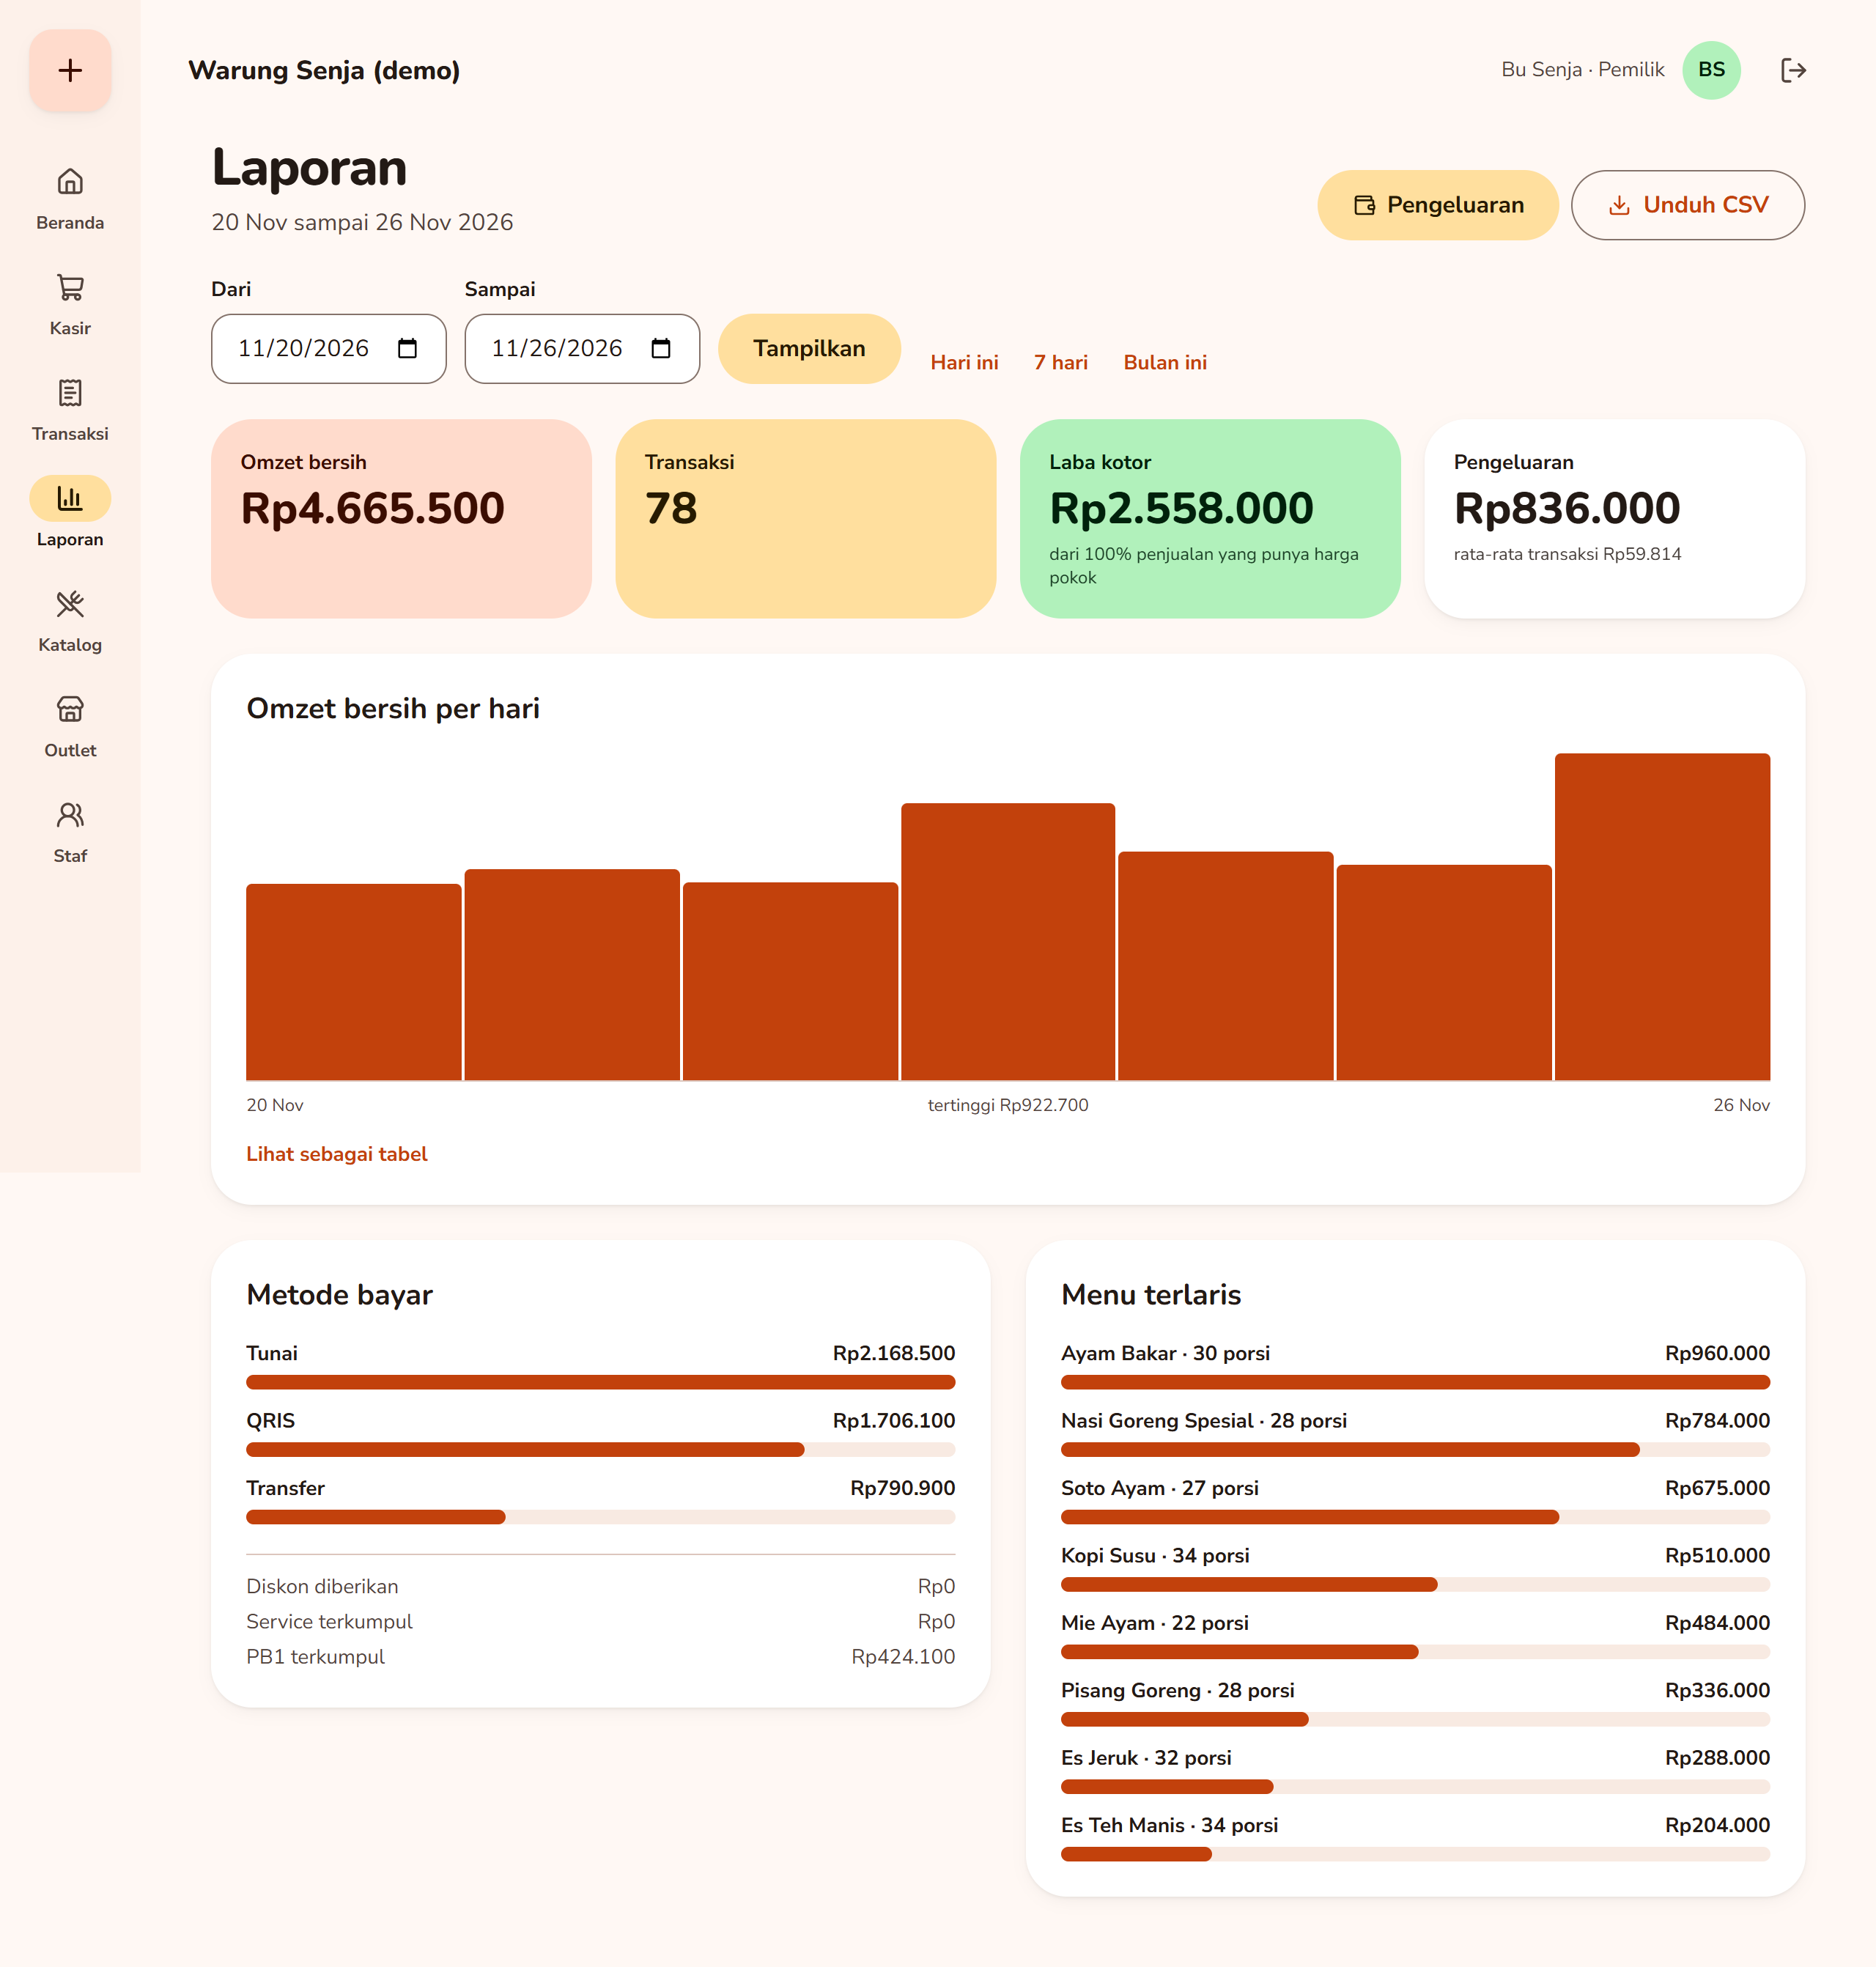 Warung Senja (demo)
Bu Senja · Pemilik
BS
Beranda
Kasir
Transaksi
Laporan
Katalog
Outlet
Staf
Laporan
20 Nov sampai 26 Nov 2026
Pengeluaran
Unduh CSV
Dari
Sampai
11/20/2026
11/26/2026
Tampilkan
Hari ini
7 hari
Bulan ini
Omzet bersih
Rp4.665.500
Transaksi
78
Laba kotor
Rp2.558.000
dari 100% penjualan yang punya harga
pokok
Pengeluaran
Rp836.000
rata-rata transaksi Rp59.814
Omzet bersih per hari
20 Nov
tertinggi Rp922.700
26 Nov
Lihat sebagai tabel
Metode bayar
Tunai Rp2.168.500
QRIS Rp1.706.100
Transfer Rp790.900
Diskon diberikan Rp0
Service terkumpul Rp0
PB1 terkumpul Rp424.100
Menu terlaris
Ayam Bakar · 30 porsi Rp960.000
Nasi Goreng Spesial · 28 porsi Rp784.000
Soto Ayam · 27 porsi Rp675.000
Kopi Susu · 34 porsi Rp510.000
Mie Ayam · 22 porsi Rp484.000
Pisang Goreng · 28 porsi Rp336.000
Es Jeruk · 32 porsi Rp288.000
Es Teh Manis · 34 porsi Rp204.000